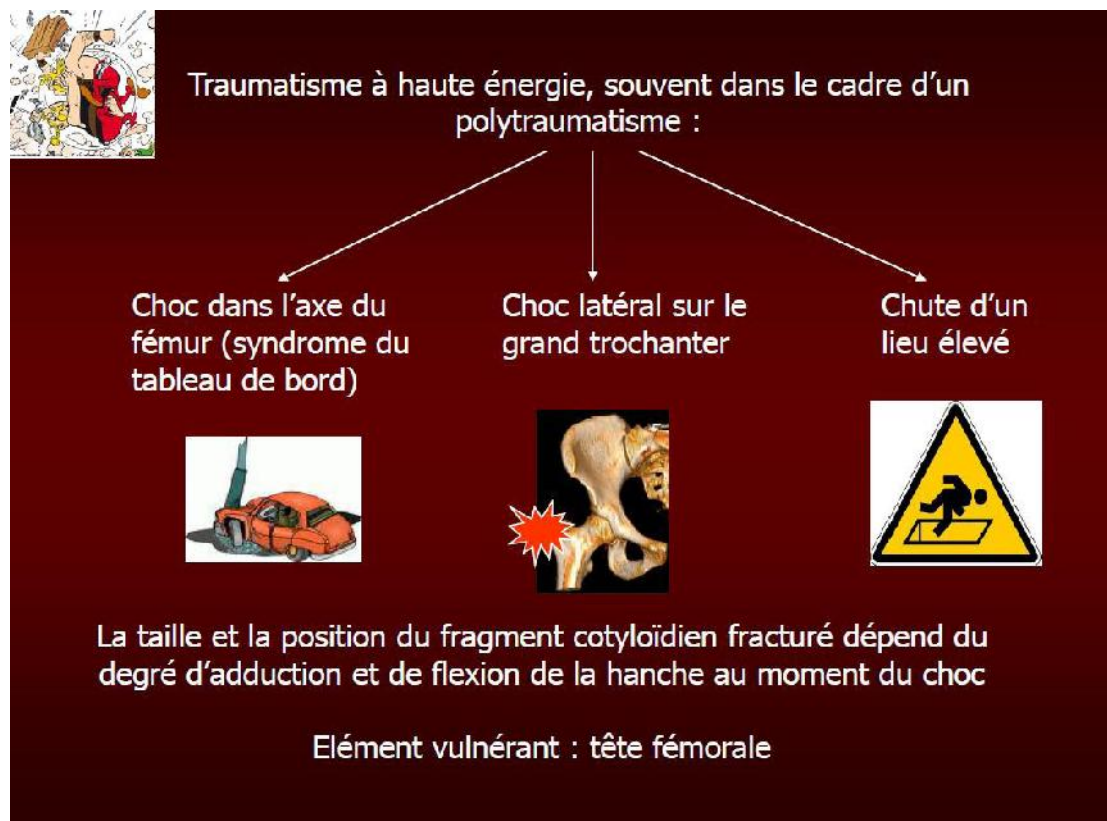 Traumatisme à haute énergie, souvent dans le cadre d’un
polytraumatisme :
Choc dans l’axe du
fémur (syndrome du
tableau de bord)
Choc latéral sur le
grand trochanter
Chute d’un
lieu élevé
La taille et la position du fragment cotyloïdien fracturé dépend du
degré d’adduction et de flexion de la hanche au moment du choc
Elément vulnérant : tête fémorale